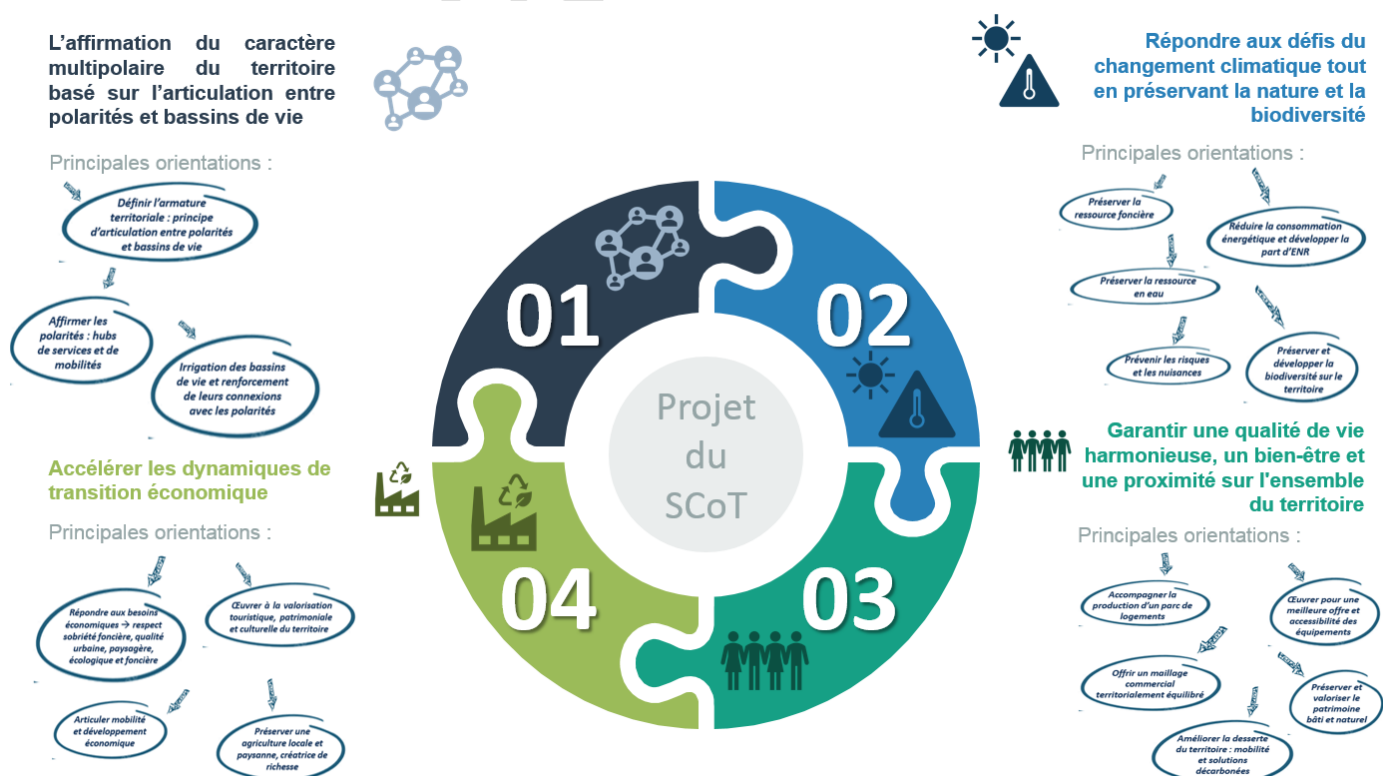 L'affirmation du caractère
multipolaire du territoire
basé sur l'articulation entre
polarités et bassins de vie
Principales orientations :
Définir l'armature
territoriale : principe
d'articulation entre polarités
et bassins de vie
Affirmer les
polarités : hubs
de services et de
mobilités
Irrigation des bassins
de vie et renforcement
de leurs connexions
avec les polarités
Répondre aux défis du
changement climatique tout
en préservant la nature et la
biodiversité
Principales orientations :
Préserver la
ressource foncière
Réduire la consommation
énergétique et développer la
part d'ENR
Préserver la ressource
en eau
Prévenir les risques
et les nuisances
Préserver et
développer la
biodiversité sur le
territoire
01
02
Projet
du
SCoT
04
03
Accélérer les dynamiques de
transition économique
Principales orientations :
Répondre aux besoins
économiques → respect
sobriété foncière, qualité
urbaine, paysagère,
écologique et foncière
Œuvrer à la valorisation
touristique, patrimoniale
et culturelle du territoire
Articuler mobilité
et développement
économique
Préserver une
agriculture locale et
paysanne, créatrice de
richesse
Garantir une qualité de vie
harmonieuse, un bien-être et
une proximité sur l'ensemble
du territoire
Principales orientations :
Accompagner la
production d'un parc de
logements
Œuvrer pour une
meilleure offre et
accessibilité des
équipements
Offrir un maillage
commercial
territorialement équilibré
Préserver et
valoriser le
patrimoine
bâti et naturel
Améliorer la desserte
du territoire : mobilité
et solutions
décarbonées